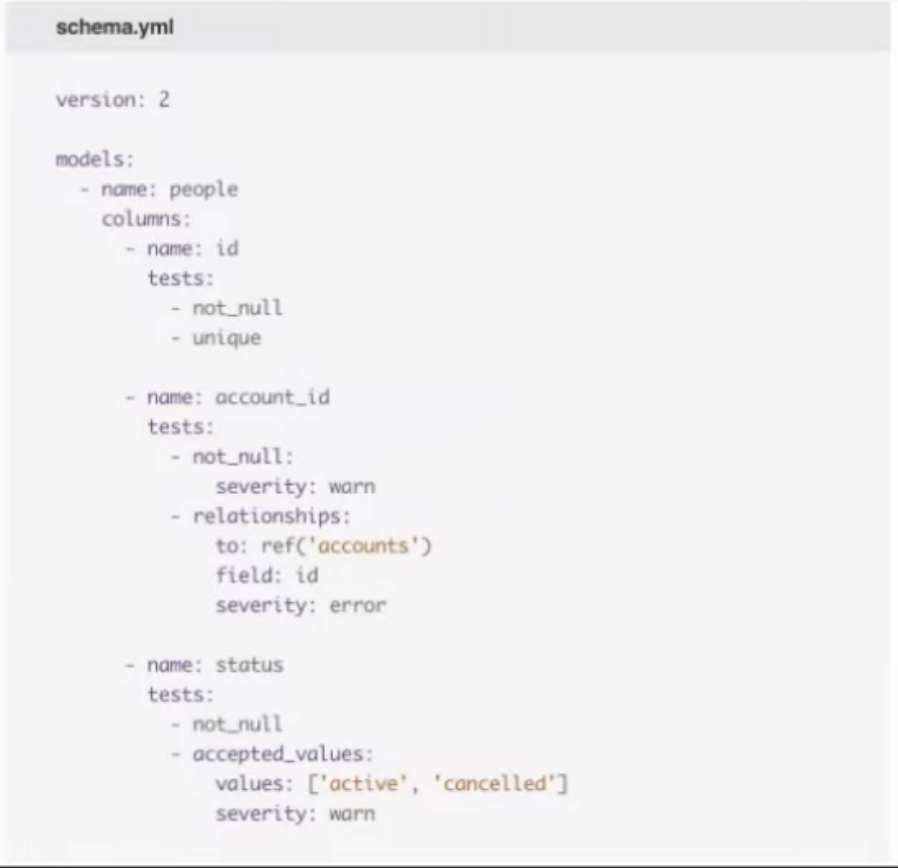 schema.yml
version: 2
models:
  - name: people
    columns:
      - name: id
        tests:
          - not_null
          - unique
      - name: account_id
        tests:
          - not_null:
              severity: warn
          - relationships:
              to: ref('accounts')
              field: id
              severity: error
      - name: status
        tests:
          - not_null
          - accepted_values:
              values: ['active', 'cancelled']
              severity: warn